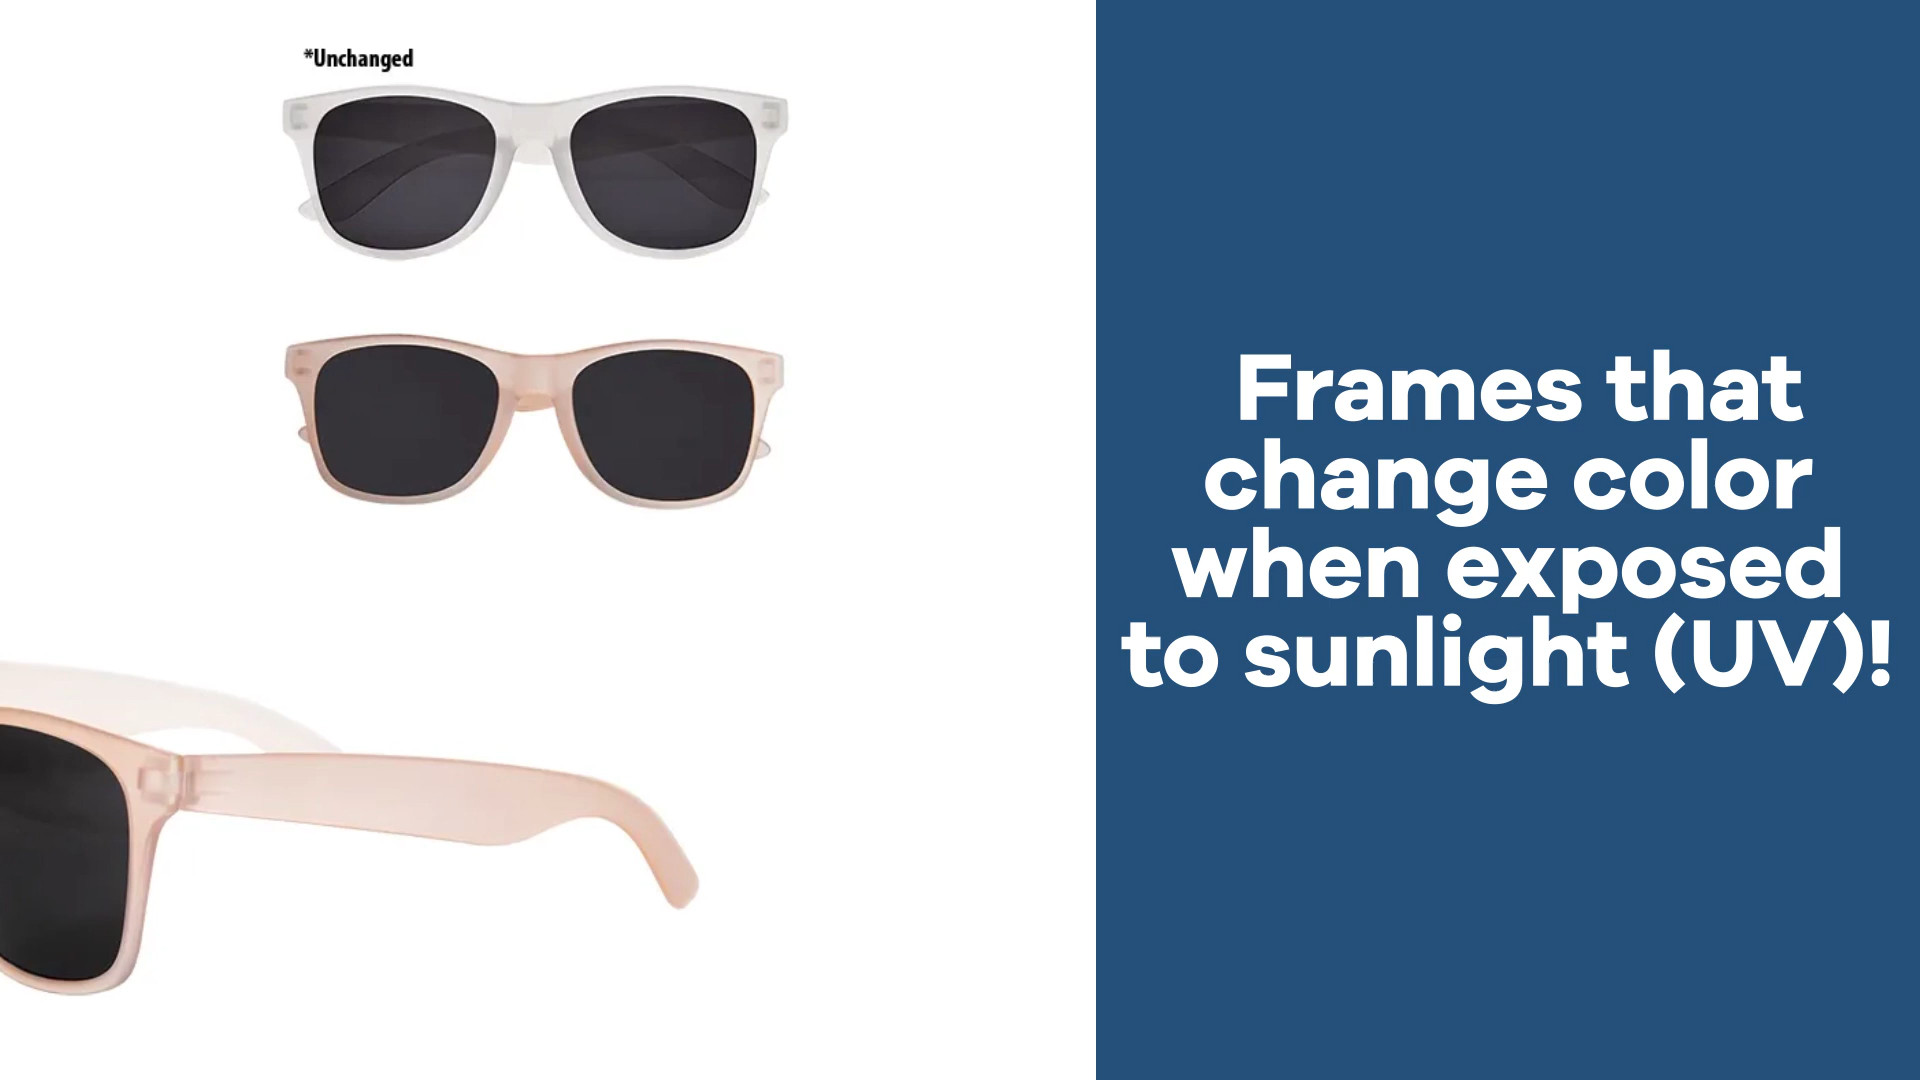 *Unchanged
Frames that
change color
when exposed
to sunlight (UV)!